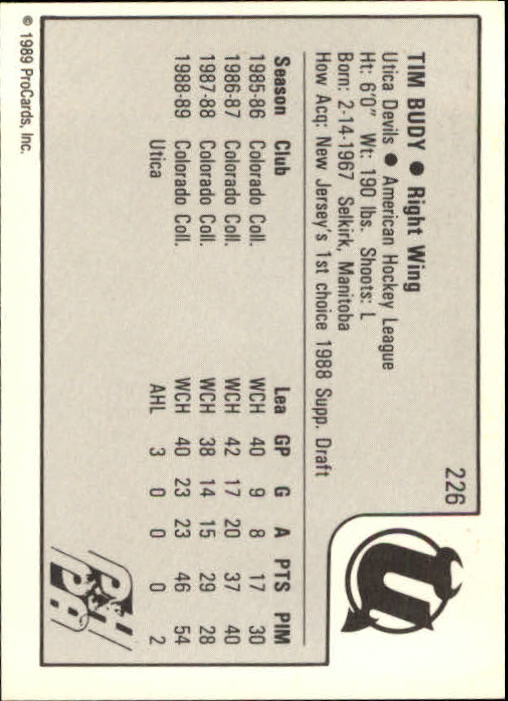 226
TIM BUDY ● Right Wing
Utica Devils ● American Hockey League
Ht: 6'0" Wt: 190 lbs. Shoots: L
Born: 2-14-1967 Selkirk, Manitoba
How Acq: New Jersey's 1st choice 1988 Supp. Draft
Season Club Lea GP G A PTS PIM
1985-86 Colorado Coll. WCH 40 9 8 17 30
1986-87 Colorado Coll. WCH 42 17 20 37 40
1987-88 Colorado Coll. WCH 38 14 15 29 28
1988-89 Colorado Coll. WCH 40 23 23 46 54
Utica AHL 3 0 0 0 2
© 1989 ProCards, Inc.
U